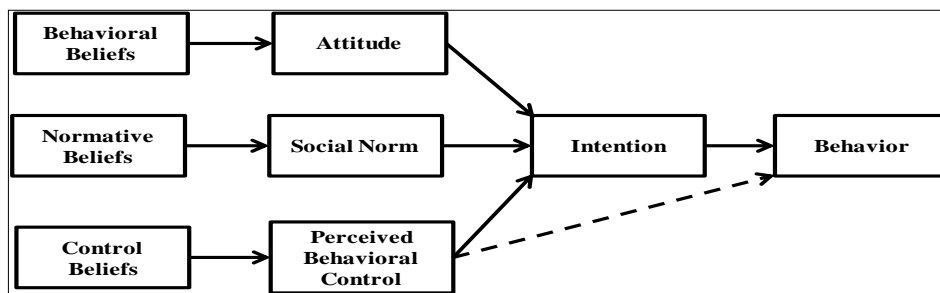 Behavioral
Beliefs
Attitude
Normative
Beliefs
Social Norm
Intention
Behavior
Control
Beliefs
Perceived
Behavioral
Control